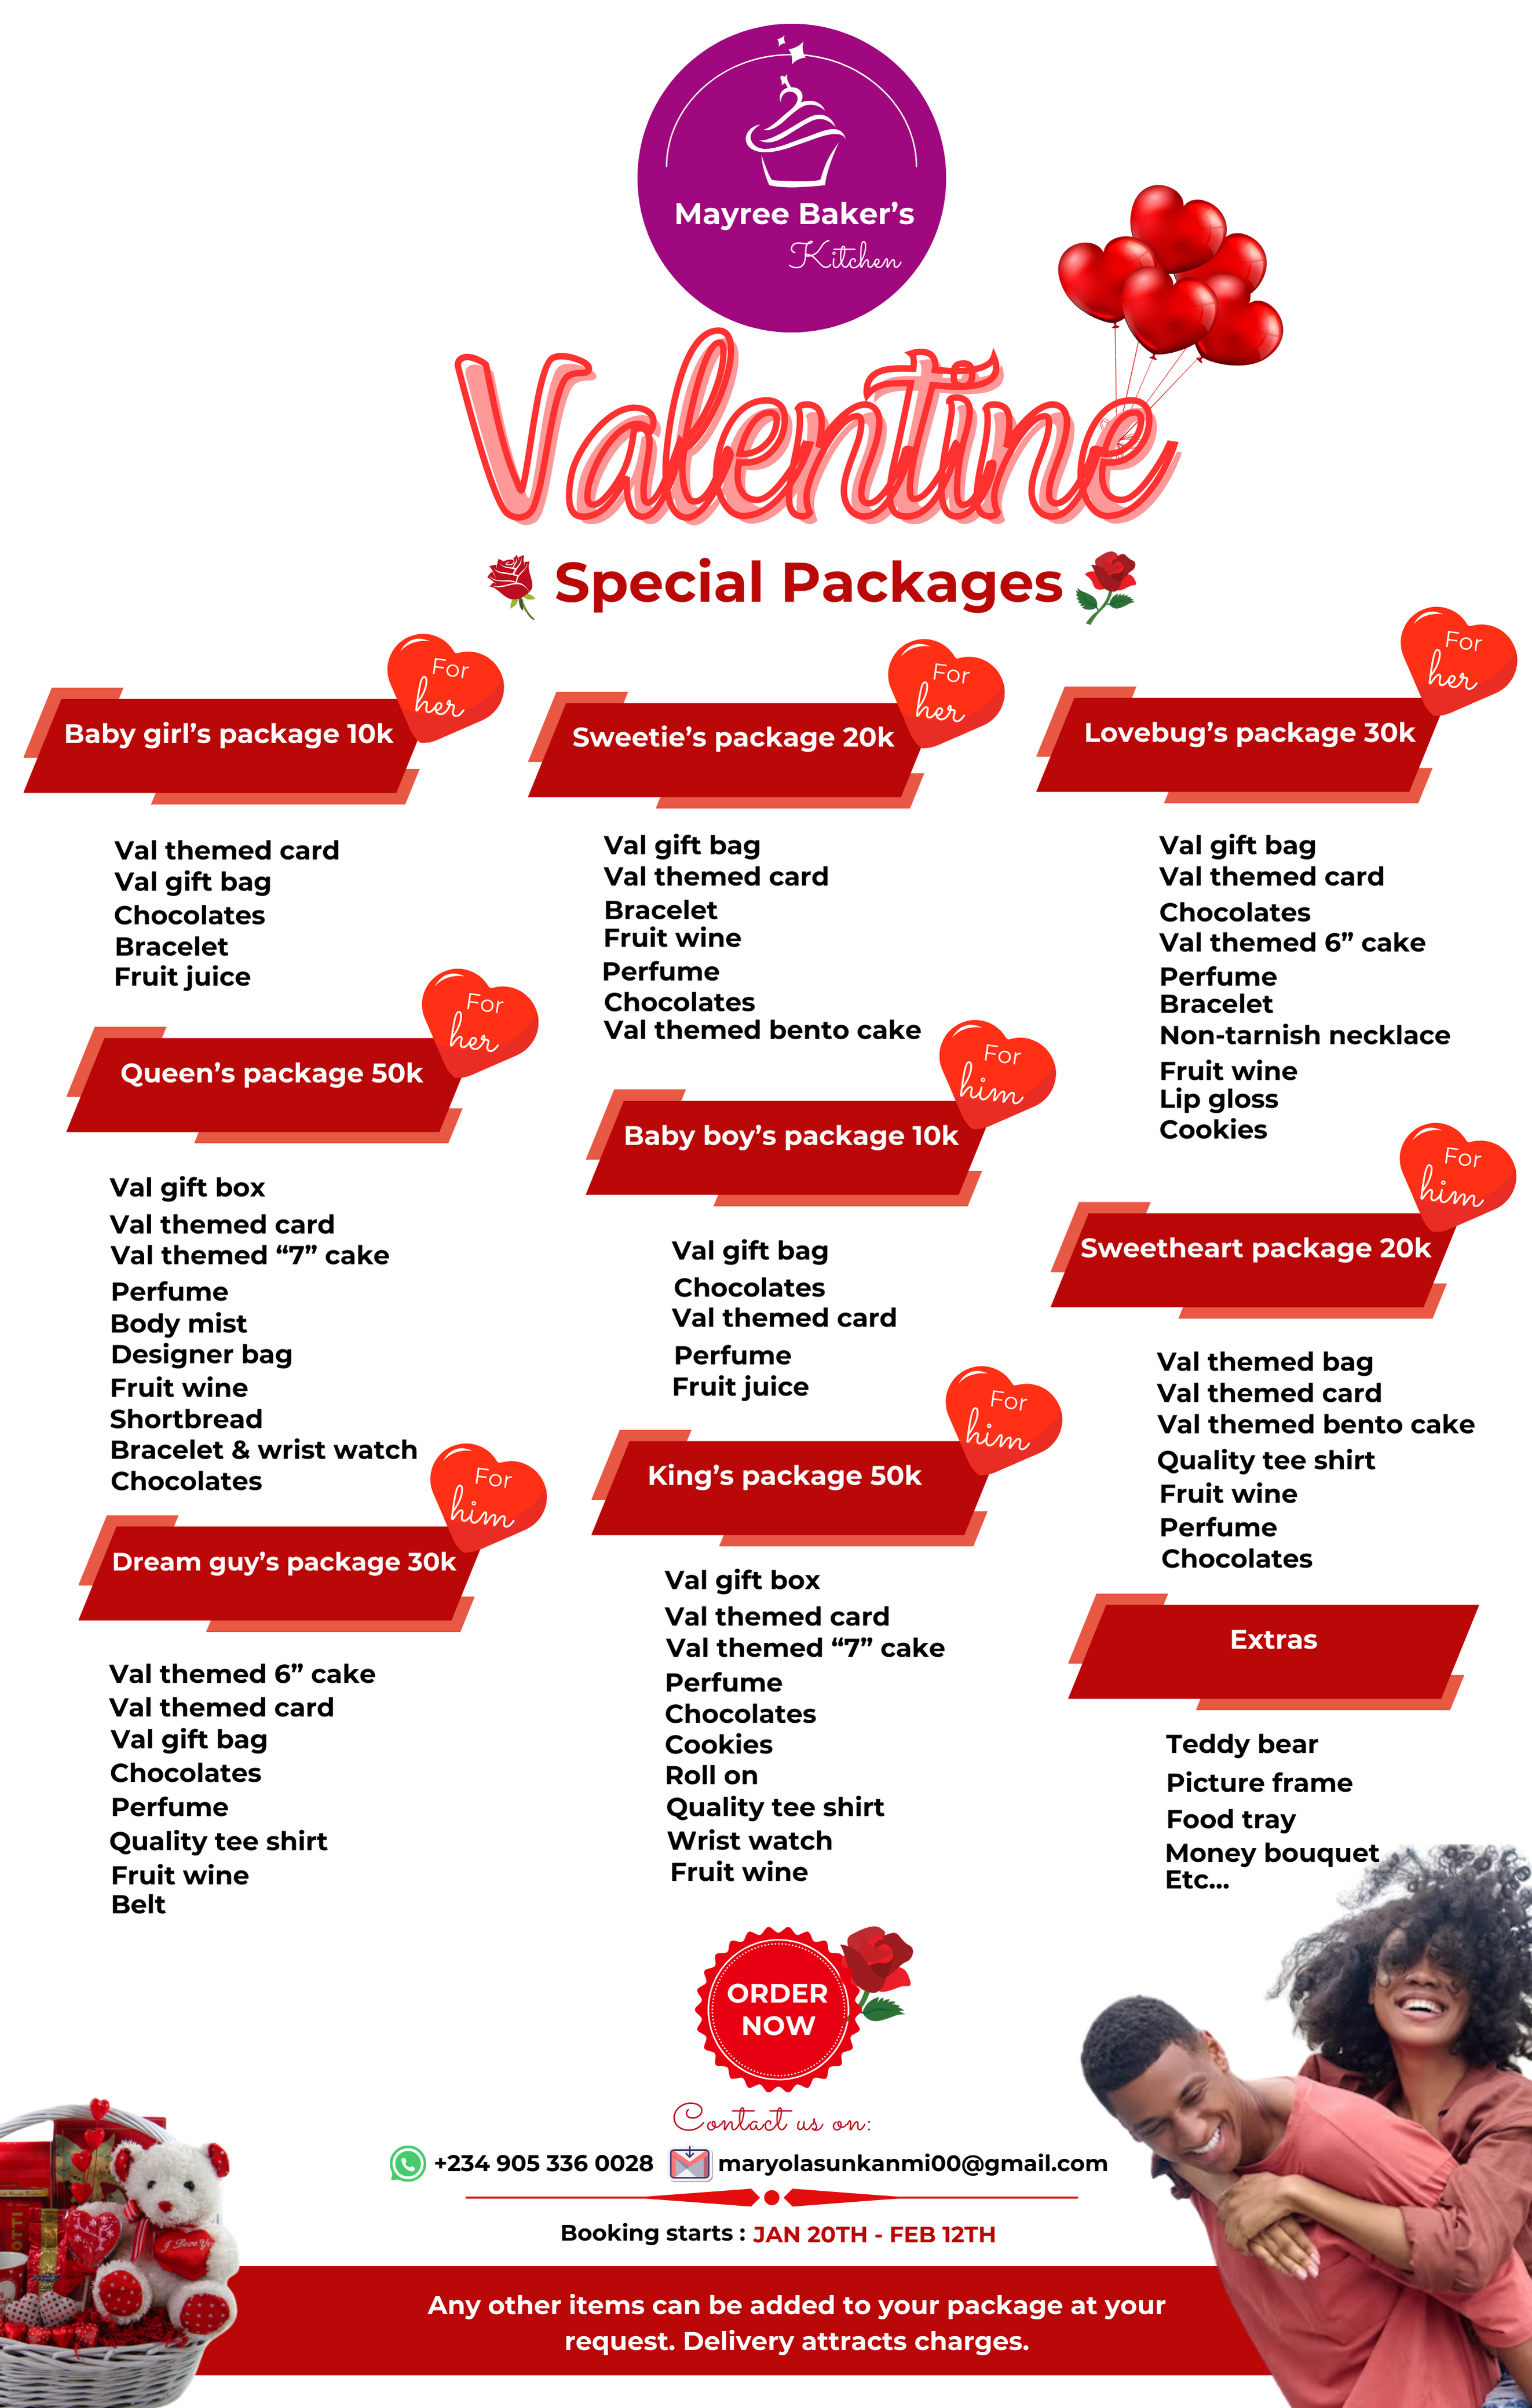 Mayree Baker’s
Kitchen
Valentine
Special Packages
For
her
Baby girl’s package 10k
Val themed card
Val gift bag
Chocolates
Bracelet
Fruit juice
For
her
Sweetie’s package 20k
Val gift bag
Val themed card
Bracelet
Fruit wine
Perfume
Chocolates
Val themed bento cake
For
her
Lovebug’s package 30k
Val gift bag
Val themed card
Chocolates
Val themed 6” cake
Perfume
Bracelet
Non-tarnish necklace
Fruit wine
Lip gloss
Cookies
For
her
Queen’s package 50k
Val gift box
Val themed card
Val themed “7” cake
Perfume
Body mist
Designer bag
Fruit wine
Shortbread
Bracelet & wrist watch
Chocolates
For
him
Baby boy’s package 10k
Val gift bag
Chocolates
Val themed card
Perfume
Fruit juice
For
him
Sweetheart package 20k
Val themed bag
Val themed card
Val themed bento cake
Quality tee shirt
Fruit wine
Perfume
Chocolates
For
him
Dream guy’s package 30k
Val themed 6” cake
Val themed card
Val gift bag
Chocolates
Perfume
Quality tee shirt
Fruit wine
Belt
For
him
King’s package 50k
Val gift box
Val themed card
Val themed “7” cake
Perfume
Chocolates
Cookies
Roll on
Quality tee shirt
Wrist watch
Fruit wine
Extras
Teddy bear
Picture frame
Food tray
Money bouquet
Etc...
ORDER
NOW
Contact us on:
+234 905 336 0028 maryolasunkanmi00@gmail.com
Booking starts : JAN 20TH - FEB 12TH
I Love You
Any other items can be added to your package at your
request. Delivery attracts charges.